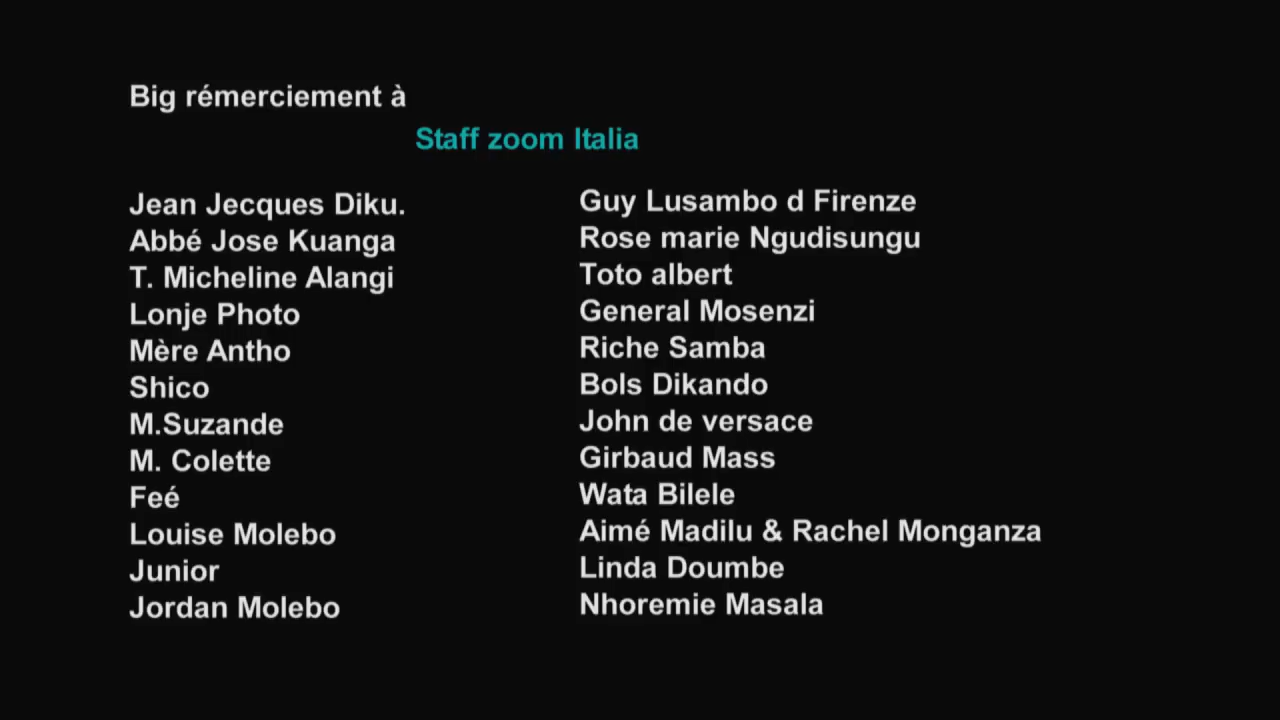 Big rémerciement à
Staff zoom Italia
Jean Jecques Diku.
Abbé Jose Kuanga
T. Micheline Alangi
Lonje Photo
Mère Antho
Shico
M.Suzande
M. Colette
Feé
Louise Molebo
Junior
Jordan Molebo
Guy Lusambo d Firenze
Rose marie Ngudisungu
Toto albert
General Mosenzi
Riche Samba
Bols Dikando
John de versace
Girbaud Mass
Wata Bilele
Aimé Madilu & Rachel Monganza
Linda Doumbe
Nhoremie Masala